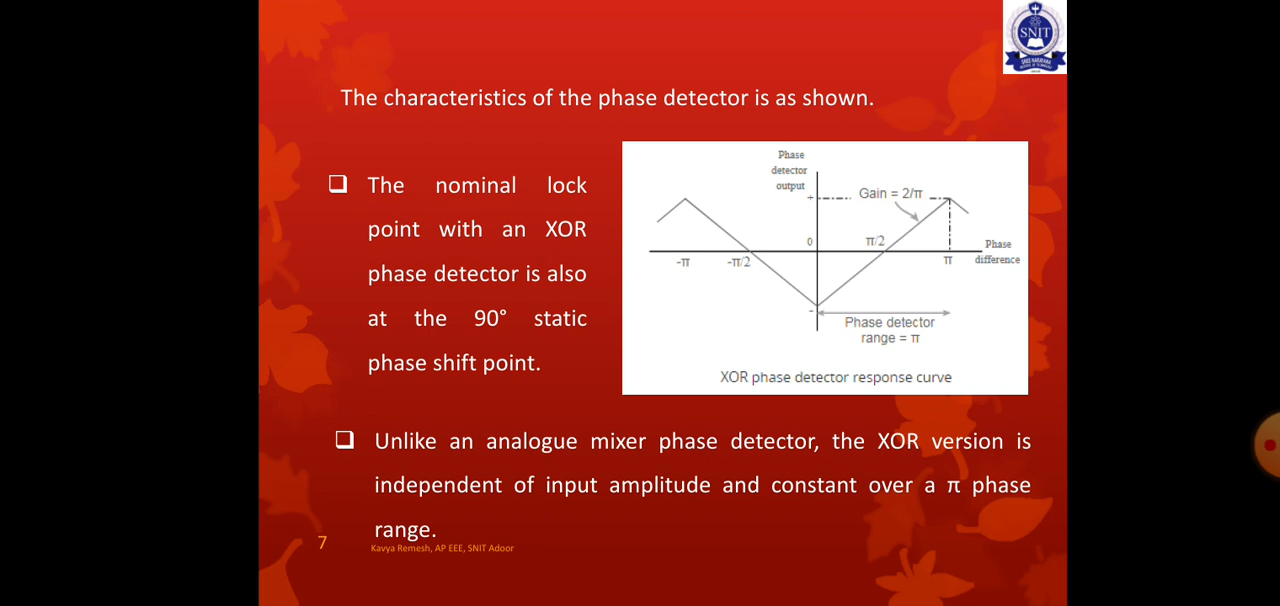 SNIT
The characteristics of the phase detector is as shown.
❑ The nominal lock
point with an XOR
phase detector is also
at the 90° static
phase shift point.
Phase
detector
output
+
Gain = 2/π
0
π/2
Phase
difference
-π
-π/2
π
-
Phase detector
range = π
XOR phase detector response curve
❑ Unlike an analogue mixer phase detector, the XOR version is
independent of input amplitude and constant over a π phase
range.
7
Kavya Remesh, AP EEE, SNIT Adoor